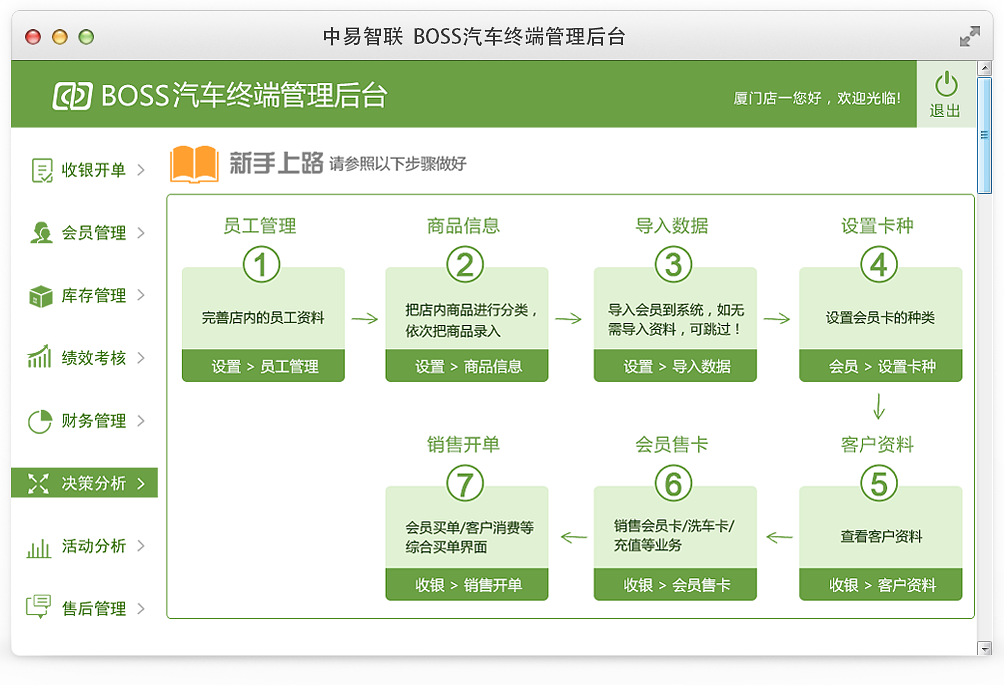 中易智联 BOSS汽车终端管理后台
BOSS汽车终端管理后台
厦门店一您好，欢迎光临!
退出
收银开单
会员管理
库存管理
绩效考核
财务管理
决策分析
活动分析
售后管理
新手上路 请参照以下步骤做好
员工管理
①
完善店内的员工资料
设置 > 员工管理
商品信息
②
把店内商品进行分类，
依次把商品录入
设置 > 商品信息
导入数据
③
导入会员到系统，如无
需导入资料，可跳过！
设置 > 导入数据
设置卡种
④
设置会员卡的种类
会员 > 设置卡种
客户资料
⑤
查看客户资料
收银 > 客户资料
会员售卡
⑥
销售会员卡/洗车卡/
充值等业务
收银 > 会员售卡
销售开单
⑦
会员买单/客户消费等
综合买单界面
收银 > 销售开单